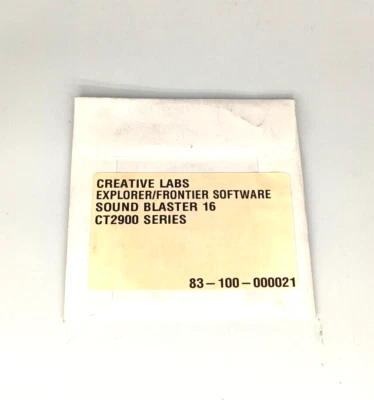 CREATIVE LABS
EXPLORER/FRONTIER SOFTWARE
SOUND BLASTER 16
CT2900 SERIES
83-100-000021